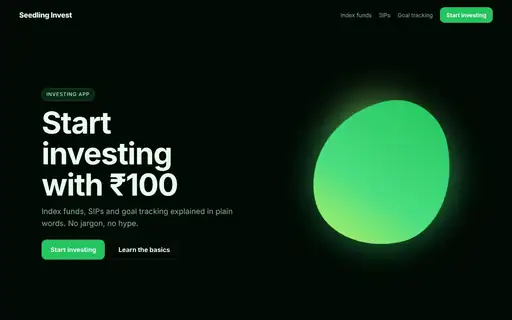 Seedling Invest
Index funds SIPs Goal tracking Start investing
INVESTING APP
Start
investing
with ₹100
Index funds, SIPs and goal tracking explained in plain
words. No jargon, no hype.
Start investing Learn the basics